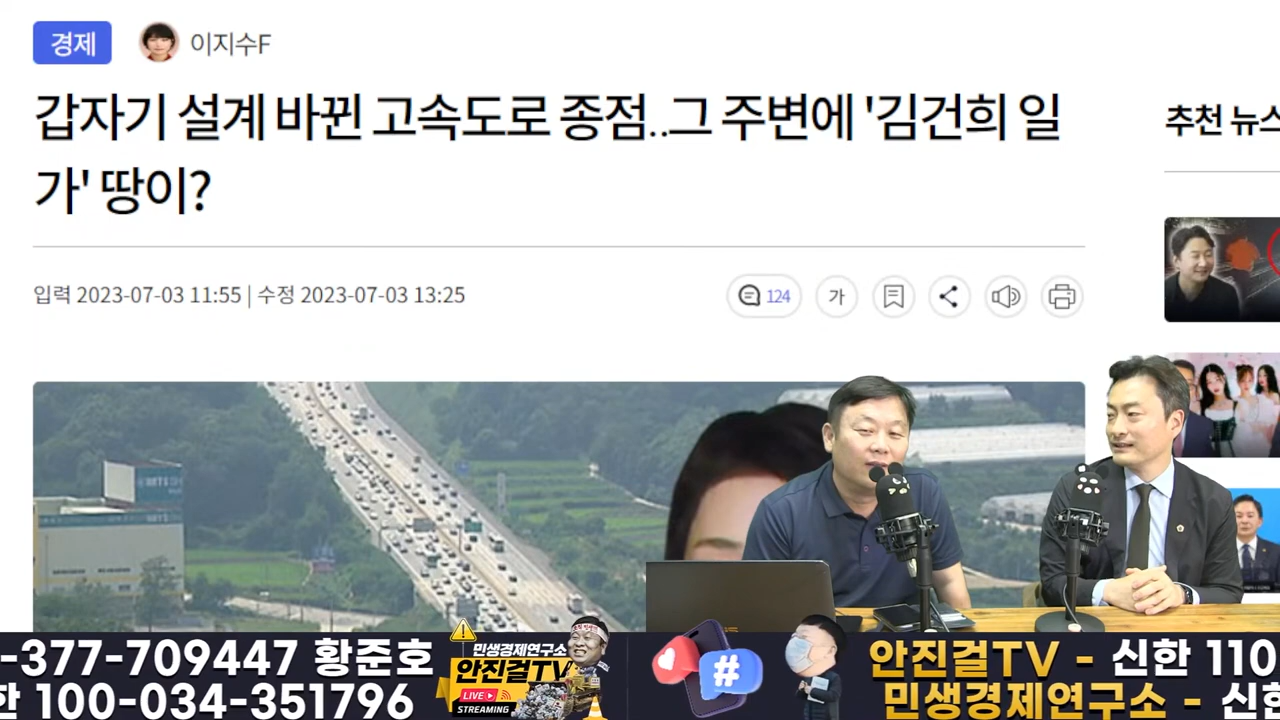 경제
이지수F
갑자기 설계 바뀐 고속도로 종점..그 주변에 '김건희 일
가' 땅이?
추천 뉴스
입력 2023-07-03 11:55 | 수정 2023-07-03 13:25
124
가
-377-709447 황준호
한 100-034-351796
민생경제연구소
안진걸TV
LIVE
STREAMING
#
안진걸TV - 신한 110
민생경제연구소 - 신한